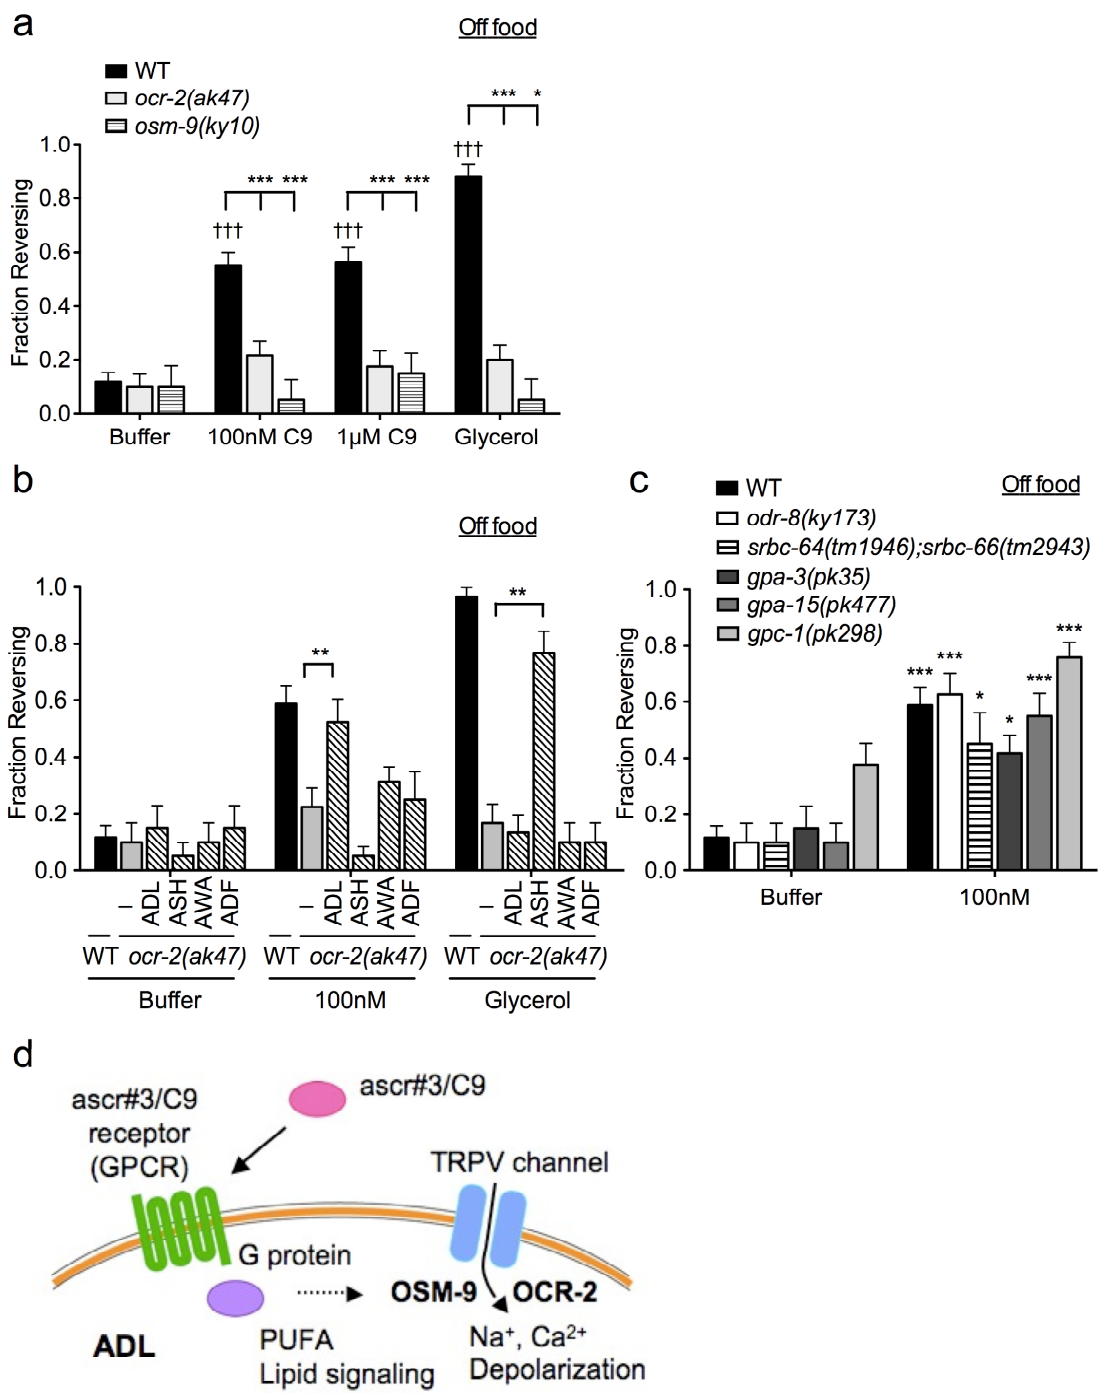 a
Off food
WT
ocr-2(ak47)
osm-9(ky10)
*** *
†††
*** ***
*** ***
†††
†††
Fraction Reversing
1.0
0.8
0.6
0.4
0.2
0.0
Buffer
100nM C9
1µM C9
Glycerol
b
Off food
**
**
Fraction Reversing
1.0
0.8
0.6
0.4
0.2
0.0
– ADL ASH AWA ADF
– ADL ASH AWA ADF
– ADL ASH AWA ADF
WT ocr-2(ak47)
WT ocr-2(ak47)
WT ocr-2(ak47)
Buffer
100nM
Glycerol
c
Off food
WT
odr-8(ky173)
srbc-64(tm1946);srbc-66(tm2943)
gpa-3(pk35)
gpa-15(pk477)
gpc-1(pk298)
*** *** * * *** ***
Fraction Reversing
1.0
0.8
0.6
0.4
0.2
0.0
Buffer
100nM
d
ascr#3/C9
receptor
(GPCR)
ascr#3/C9
TRPV channel
G protein
OSM-9
OCR-2
ADL
PUFA
Lipid signaling
Na⁺, Ca²⁺
Depolarization